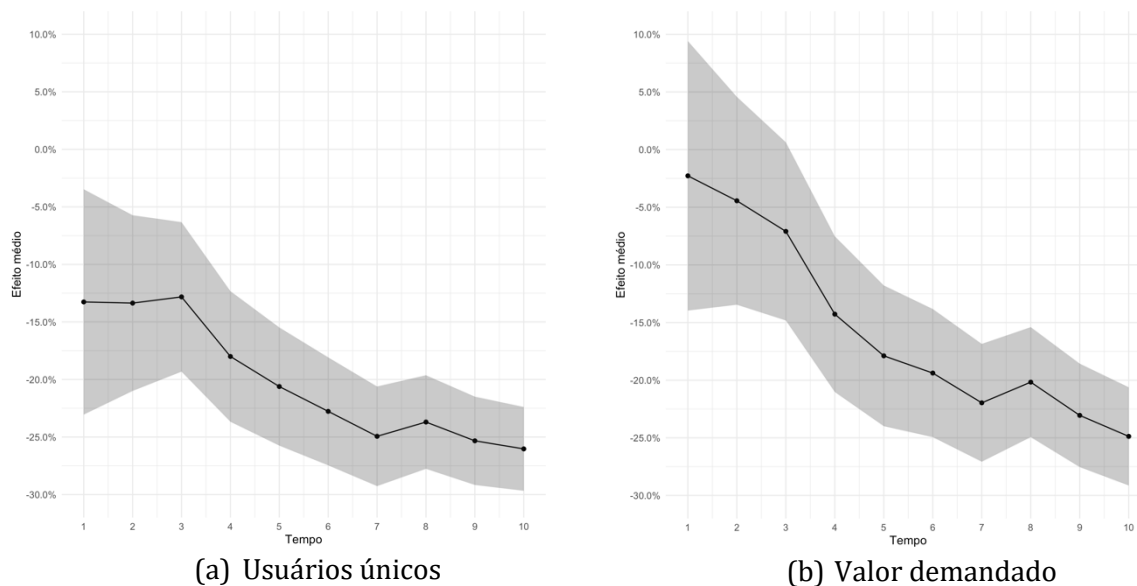 10.0%
5.0%
0.0%
-5.0%
-10.0%
-15.0%
-20.0%
-25.0%
-30.0%
Efeito médio
1 2 3 4 5 6 7 8 9 10
Tempo
(a) Usuários únicos
10.0%
5.0%
0.0%
-5.0%
-10.0%
-15.0%
-20.0%
-25.0%
-30.0%
Efeito médio
1 2 3 4 5 6 7 8 9 10
Tempo
(b) Valor demandado